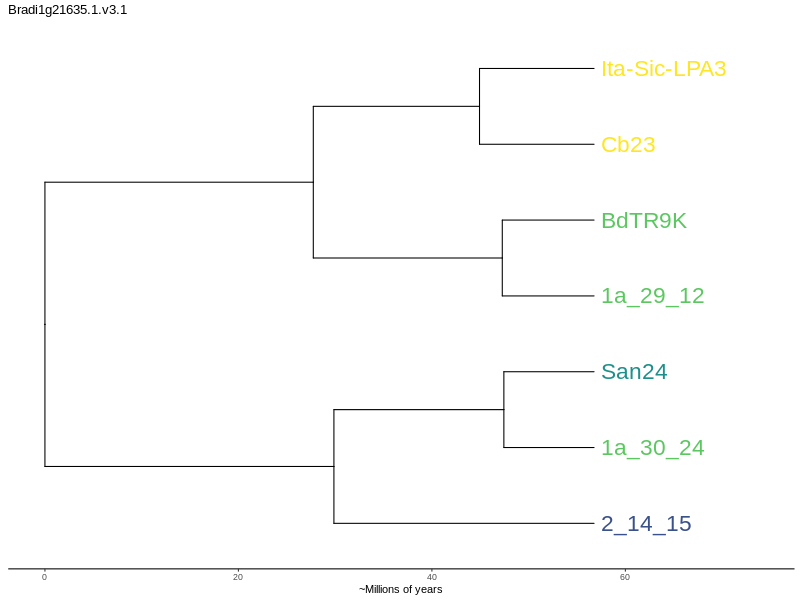 Bradi1g21635.1.v3.1
Ita-Sic-LPA3
Cb23
BdTR9K
1a_29_12
San24
1a_30_24
2_14_15
0 20 40 60
~Millions of years